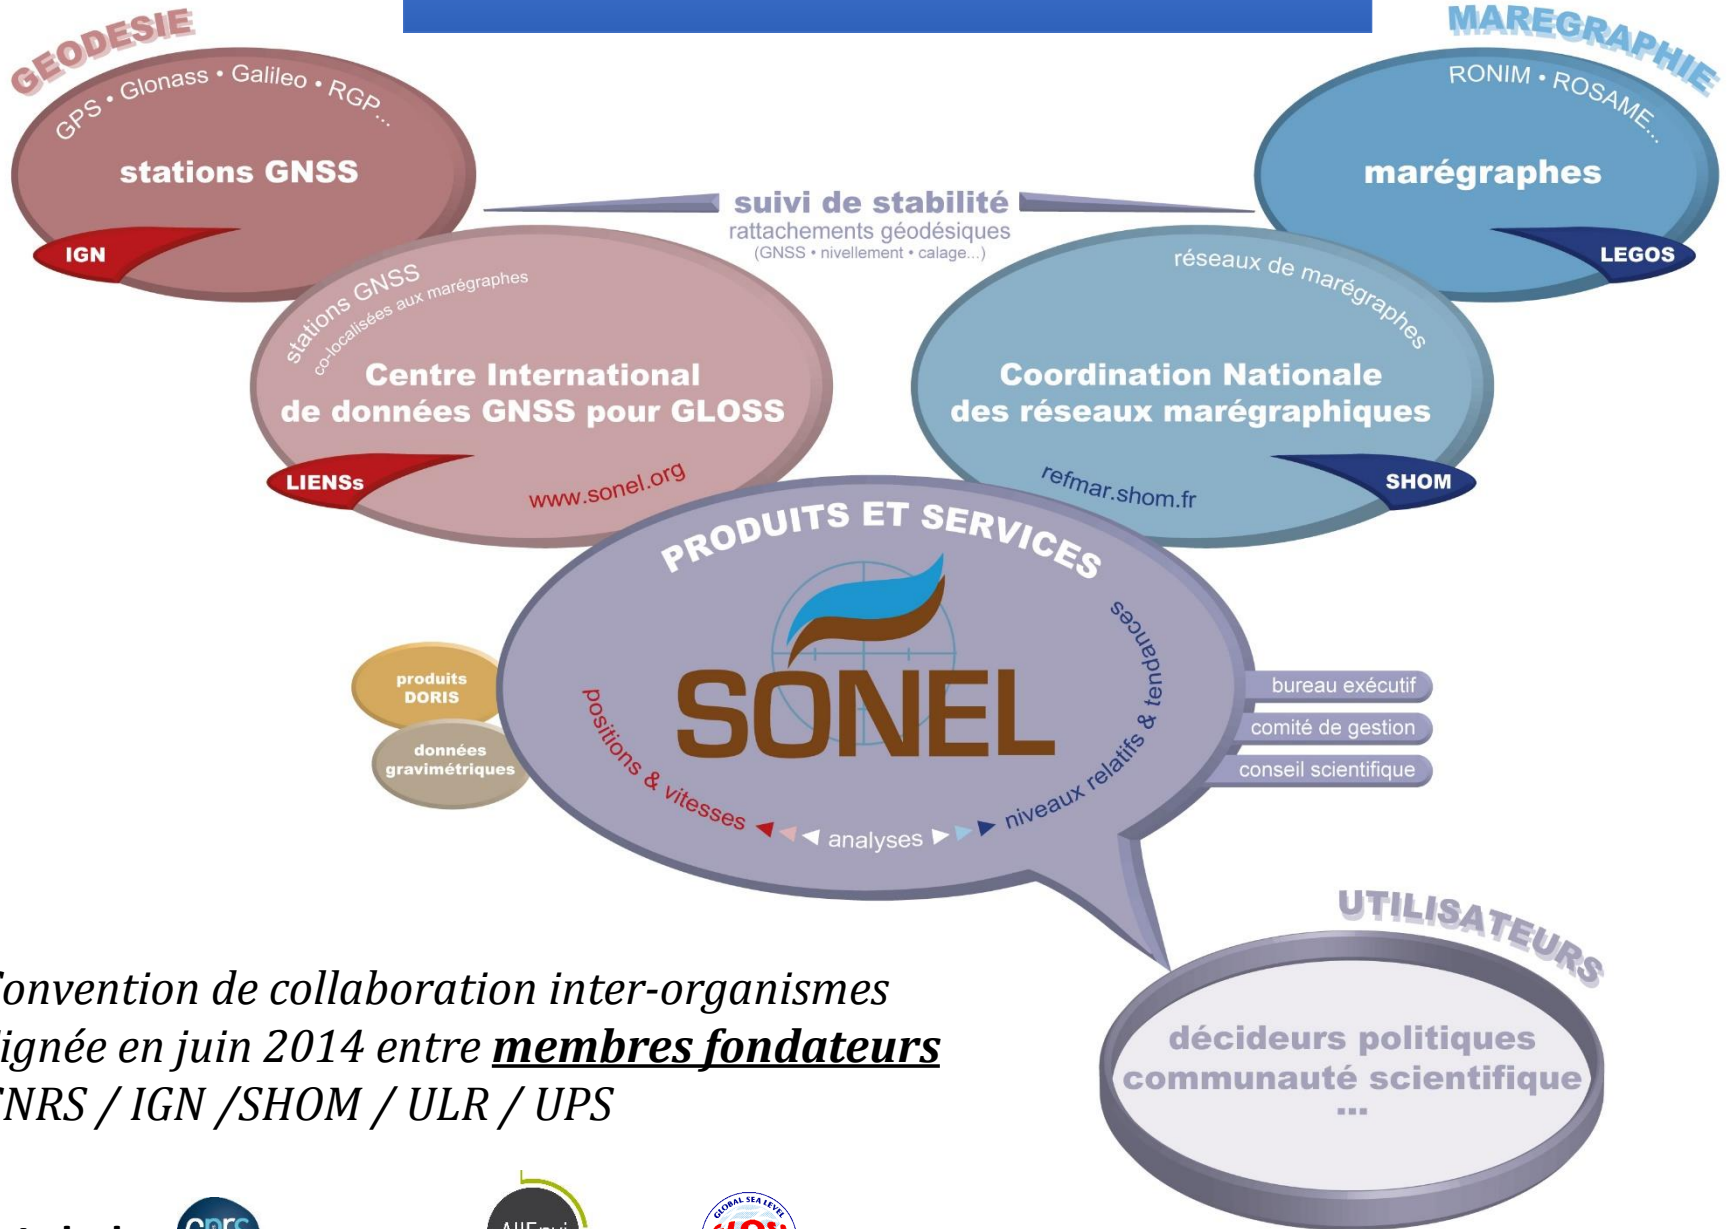 GEODESIE
GPS • Glonass • Galileo • RGP...
stations GNSS
IGN
MAREGRAPHIE
RONIM • ROSAME...
marégraphes
LEGOS
suivi de stabilité
rattachements géodésiques
(GNSS • nivellement • calage...)
stations GNSS
co-localisées aux marégraphes
Centre International
de données GNSS pour GLOSS
LIENSs
www.sonel.org
réseaux de marégraphes
Coordination Nationale
des réseaux marégraphiques
SHOM
refmar.shom.fr
PRODUITS ET SERVICES
SONEL
positions & vitesses
analyses
niveaux relatifs & tendances
produits
DORIS
données
gravimétriques
bureau exécutif
comité de gestion
conseil scientifique
UTILISATEURS
décideurs politiques
communauté scientifique
...
onvention de collaboration inter-organismes
ignée en juin 2014 entre membres fondateurs
NRS / IGN /SHOM / ULR / UPS
cnrs
GLOBAL SEA LEVEL